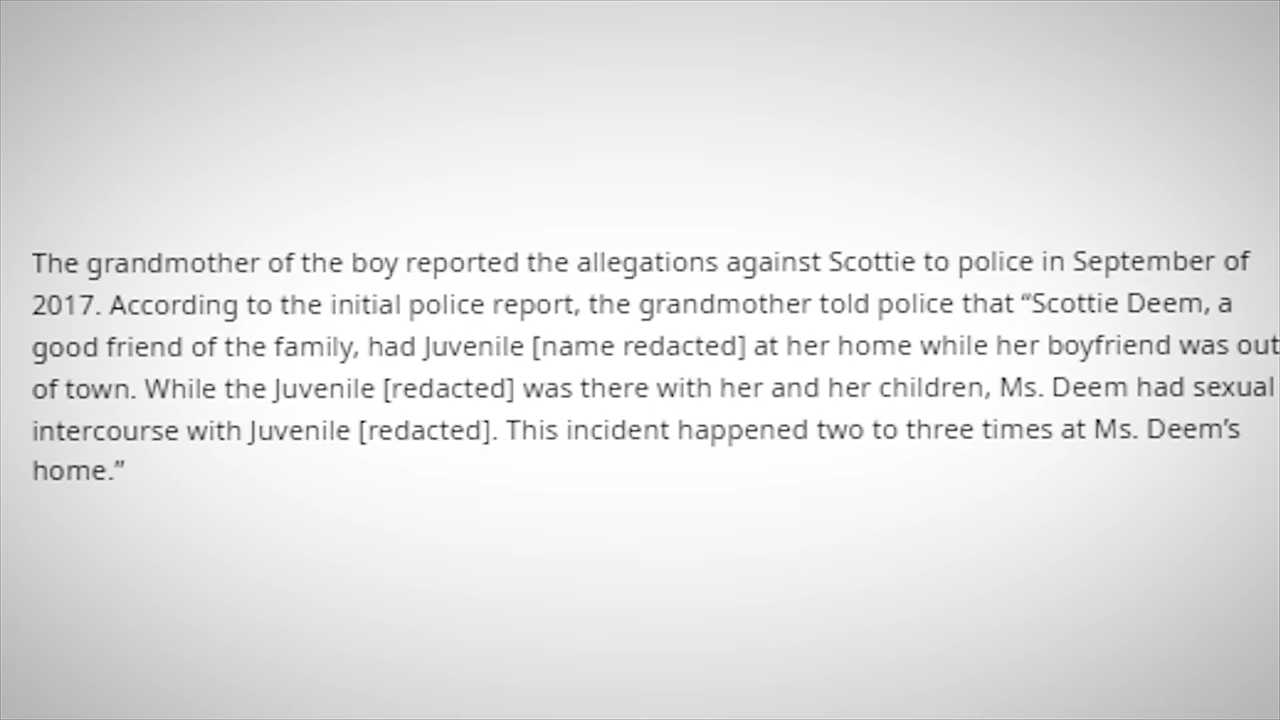 The grandmother of the boy reported the allegations against Scottie to police in September of
2017. According to the initial police report, the grandmother told police that “Scottie Deem, a
good friend of the family, had Juvenile [name redacted] at her home while her boyfriend was out
of town. While the Juvenile [redacted] was there with her and her children, Ms. Deem had sexual
intercourse with Juvenile [redacted]. This incident happened two to three times at Ms. Deem’s
home.”